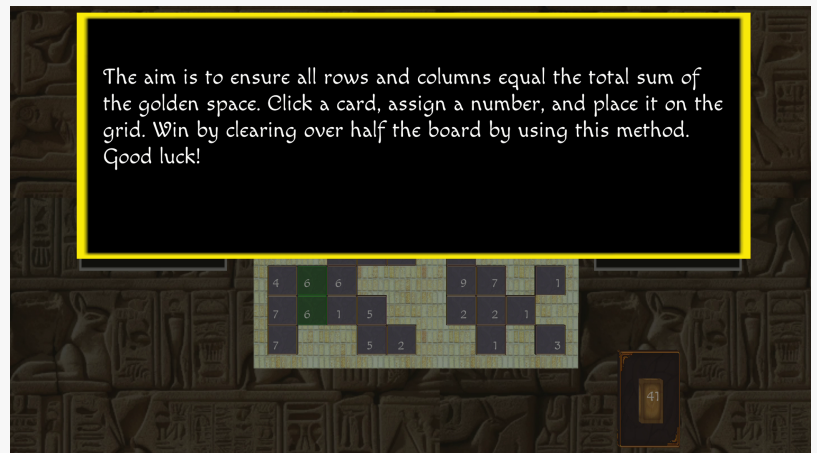 The aim is to ensure all rows and columns equal the total sum of
the golden space. Click a card, assign a number, and place it on the
grid. Win by clearing over half the board by using this method.
Good luck!
4 6 6 9 7 1
7 6 1 5 2 2 1
7 5 2 1 3
41